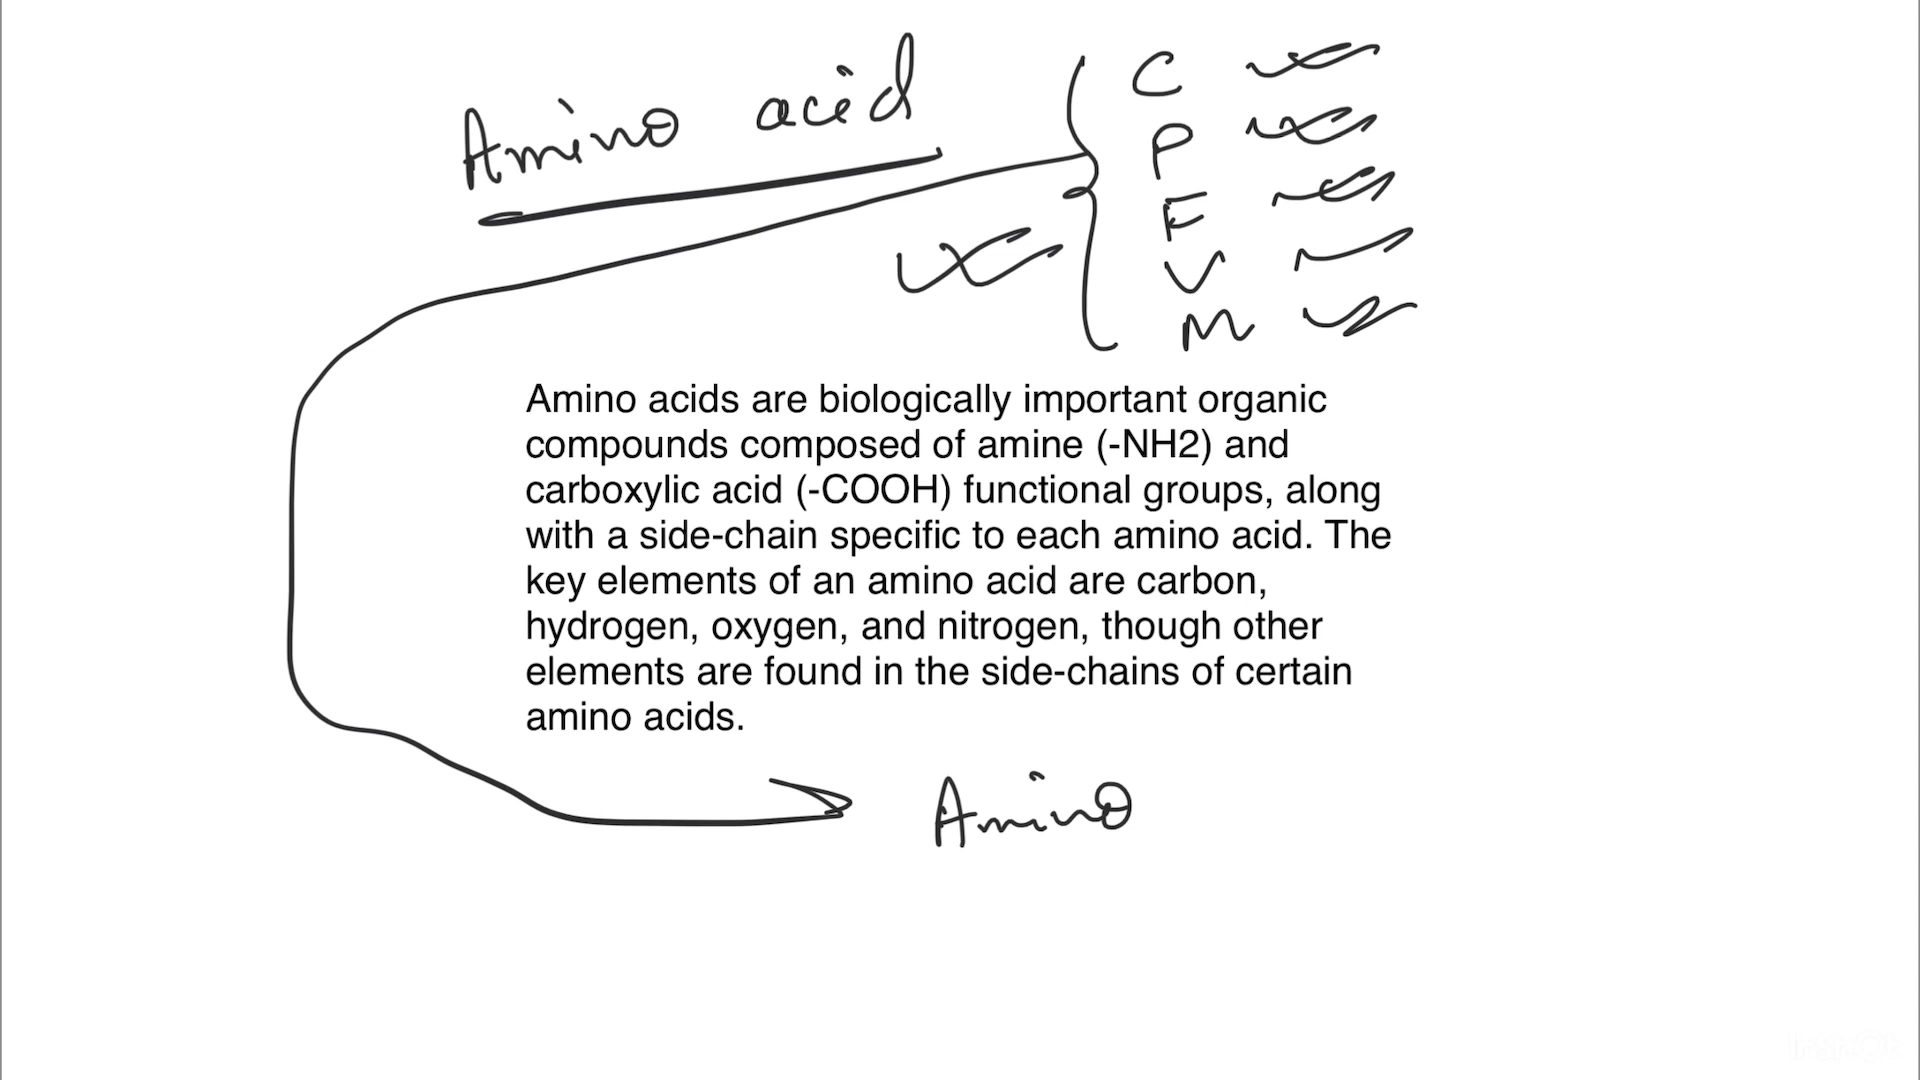 Amino acid
C
P
F
V
M
Amino acids are biologically important organic
compounds composed of amine (-NH2) and
carboxylic acid (-COOH) functional groups, along
with a side-chain specific to each amino acid. The
key elements of an amino acid are carbon,
hydrogen, oxygen, and nitrogen, though other
elements are found in the side-chains of certain
amino acids.
Amino